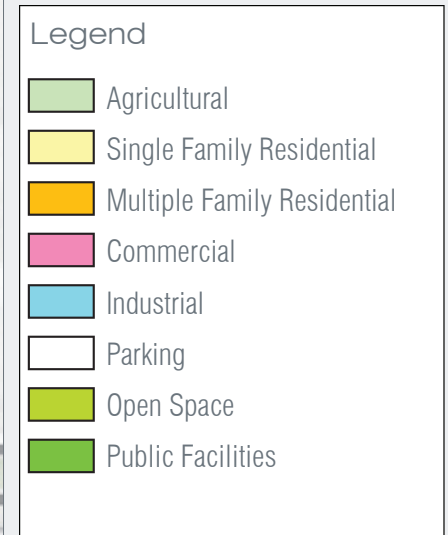 Legend
Agricultural
Single Family Residential
Multiple Family Residential
Commercial
Industrial
Parking
Open Space
Public Facilities